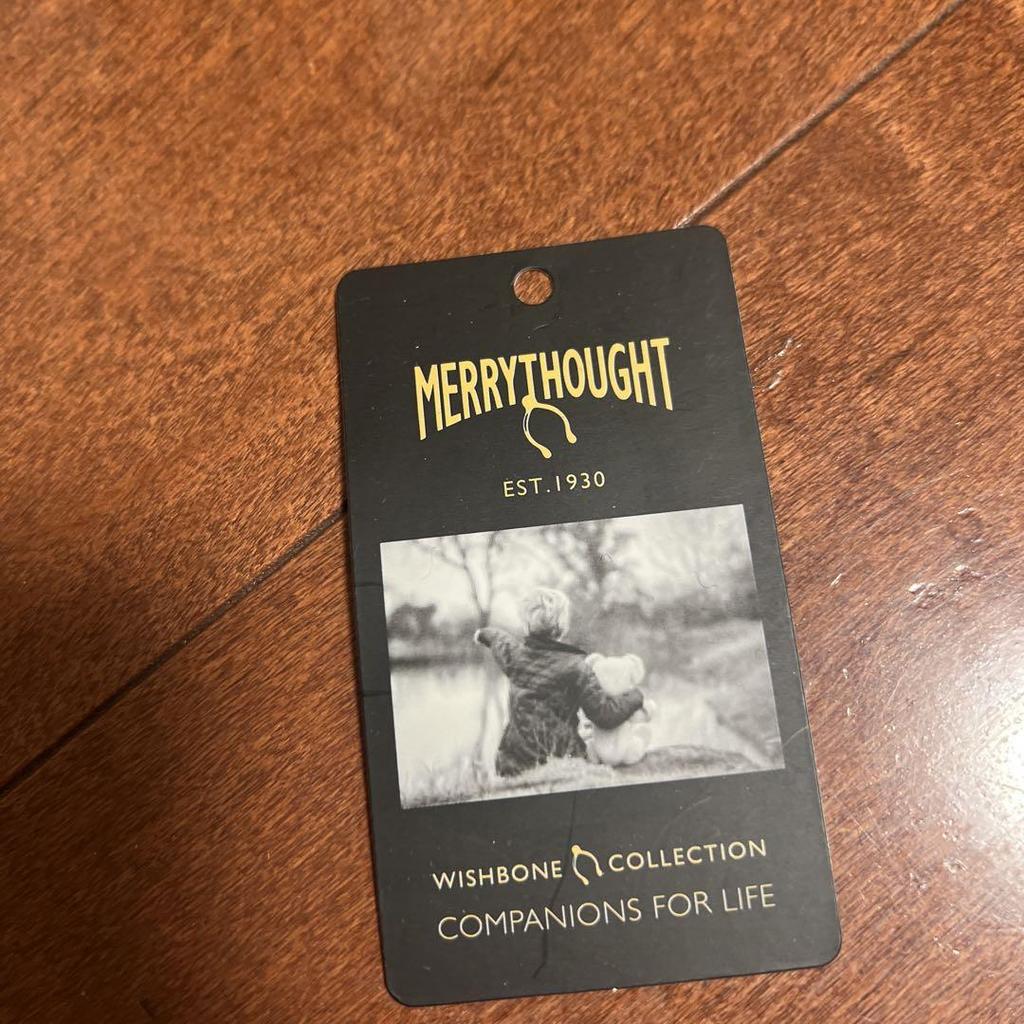 MERRYTHOUGHT
EST. 1930
WISHBONE COLLECTION
COMPANIONS FOR LIFE